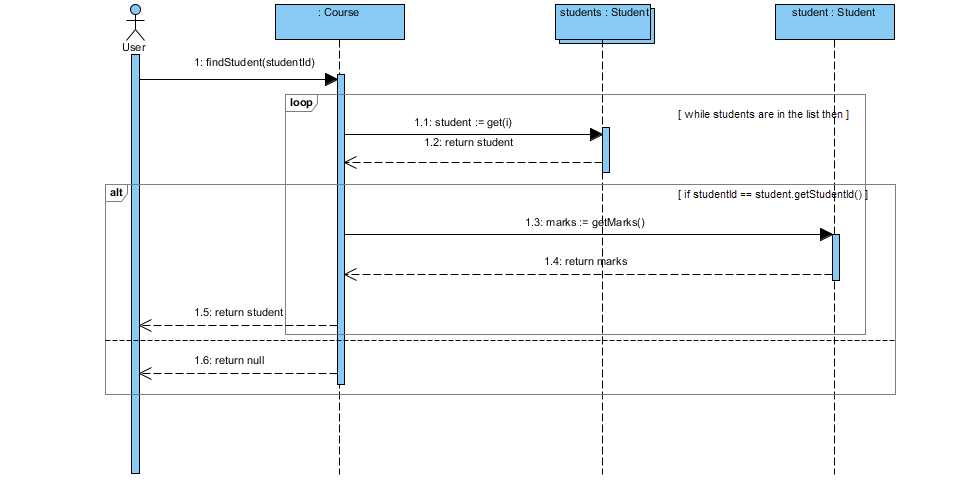 : Course
students : Student
student : Student
User
1: findStudent(studentId)
loop
[ while students are in the list then ]
1.1: student := get(i)
1.2: return student
alt
[ if studentId == student.getStudentId() ]
1.3: marks := getMarks()
1.4: return marks
1.5: return student
1.6: return null